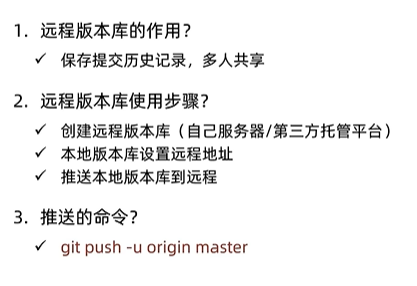 1. 远程版本库的作用？
✓ 保存提交历史记录，多人共享
2. 远程版本库使用步骤？
✓ 创建远程版本库（自己服务器/第三方托管平台）
✓ 本地版本库设置远程地址
✓ 推送本地版本库到远程
3. 推送的命令？
✓ git push -u origin master